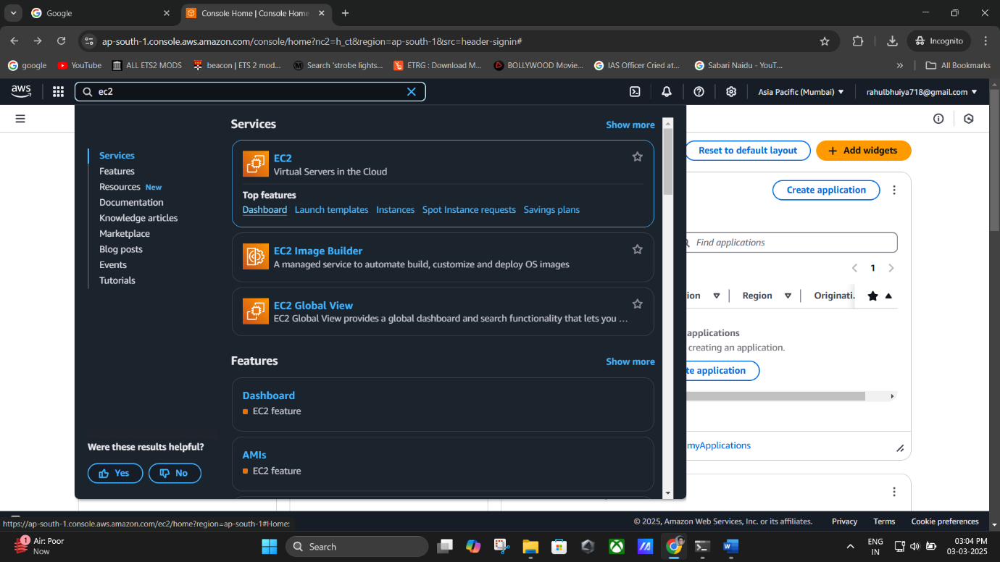 Google
Console Home | Console Home
ap-south-1.console.aws.amazon.com/console/home?nc2=h_ct&region=ap-south-1&src=header-signin#
Incognito
google
YouTube
ALL ETS2 MODS
beacon | ETS 2 mod...
Search 'strobe lights...
ETRG : Download M...
BOLLYWOOD Movie...
IAS Officer Cried at...
Sabari Naidu - YouT...
All Bookmarks
aws
ec2
Asia Pacific (Mumbai)
rahulbhuiya718@gmail.com
Services
Show more
Reset to default layout
Add widgets
Services
Features
Resources New
Documentation
Knowledge articles
Marketplace
Blog posts
Events
Tutorials
EC2
Virtual Servers in the Cloud
Top features
Dashboard Launch templates Instances Spot Instance requests Savings plans
EC2 Image Builder
A managed service to automate build, customize and deploy OS images
EC2 Global View
EC2 Global View provides a global dashboard and search functionality that lets you ...
Features
Show more
Dashboard
EC2 feature
AMIs
EC2 feature
Were these results helpful?
Yes
No
Create application
Find applications
1
ion
Region
Originati.
applications
creating an application.
te application
myApplications
https://ap-south-1.console.aws.amazon.com/ec2/home?region=ap-south-1#Home:
© 2025, Amazon Web Services, Inc. or its affiliates.
Privacy
Terms
Cookie preferences
1
Air: Poor
Now
Search
ENG
IN
03:04 PM
03-03-2025